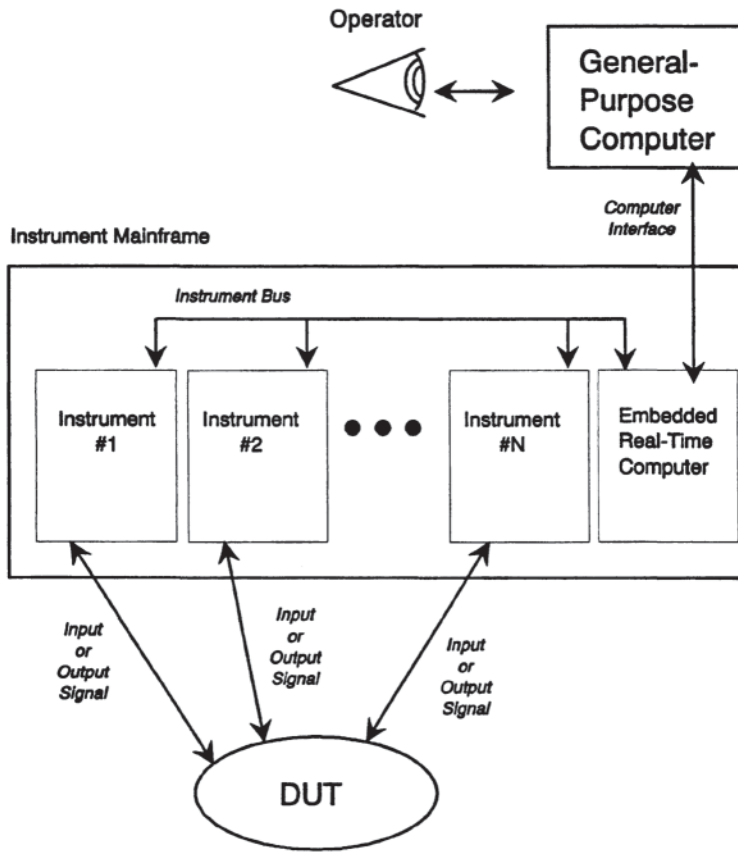 Operator
General-
Purpose
Computer
Computer
Interface
Instrument Mainframe
Instrument Bus
Instrument
#1
Instrument
#2
Instrument
#N
Embedded
Real-Time
Computer
Input
or
Output
Signal
Input
or
Output
Signal
Input
or
Output
Signal
DUT